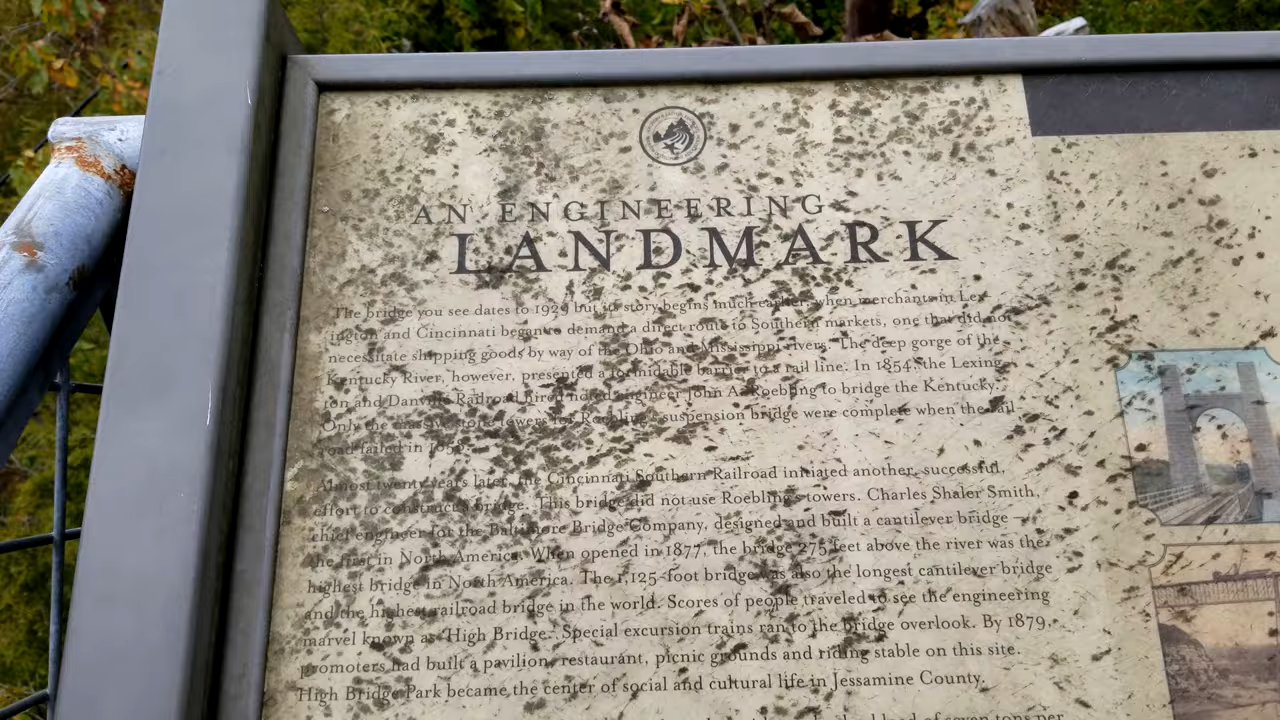 AN ENGINEERING
LANDMARK
The bridge you see dates to 1929 but its story begins much earlier, when merchants in Lex-
ington and Cincinnati began to demand a direct route to Southern markets, one that did not
necessitate shipping goods by way of the Ohio and Mississippi rivers. The deep gorge of the
Kentucky River, however, presented a formidable barrier to a rail line. In 1854, the Lexing-
ton and Danville Railroad hired noted engineer John A. Roebling to bridge the Kentucky.
Only the massive stone towers for Roebling's suspension bridge were complete when the rail-
road failed in
Almost twenty years later, the Cincinnati Southern Railroad initiated another, successful,
effort to construct a bridge. This bridge did not use Roebling's towers. Charles Shaler Smith,
chief engineer for the Baltimore Bridge Company, designed and built a cantilever bridge –
the first in North America. When opened in 1877, the bridge 275 feet above the river was the
highest bridge in North America. The 1,125-foot bridge was also the longest cantilever bridge
and the highest railroad bridge in the world. Scores of people traveled to see the engineering
marvel known as "High Bridge." Special excursion trains ran to the bridge overlook. By 1879,
promoters had built a pavilion, restaurant, picnic grounds and riding stable on this site.
High Bridge Park became the center of social and cultural life in Jessamine County.
load of seven tons per